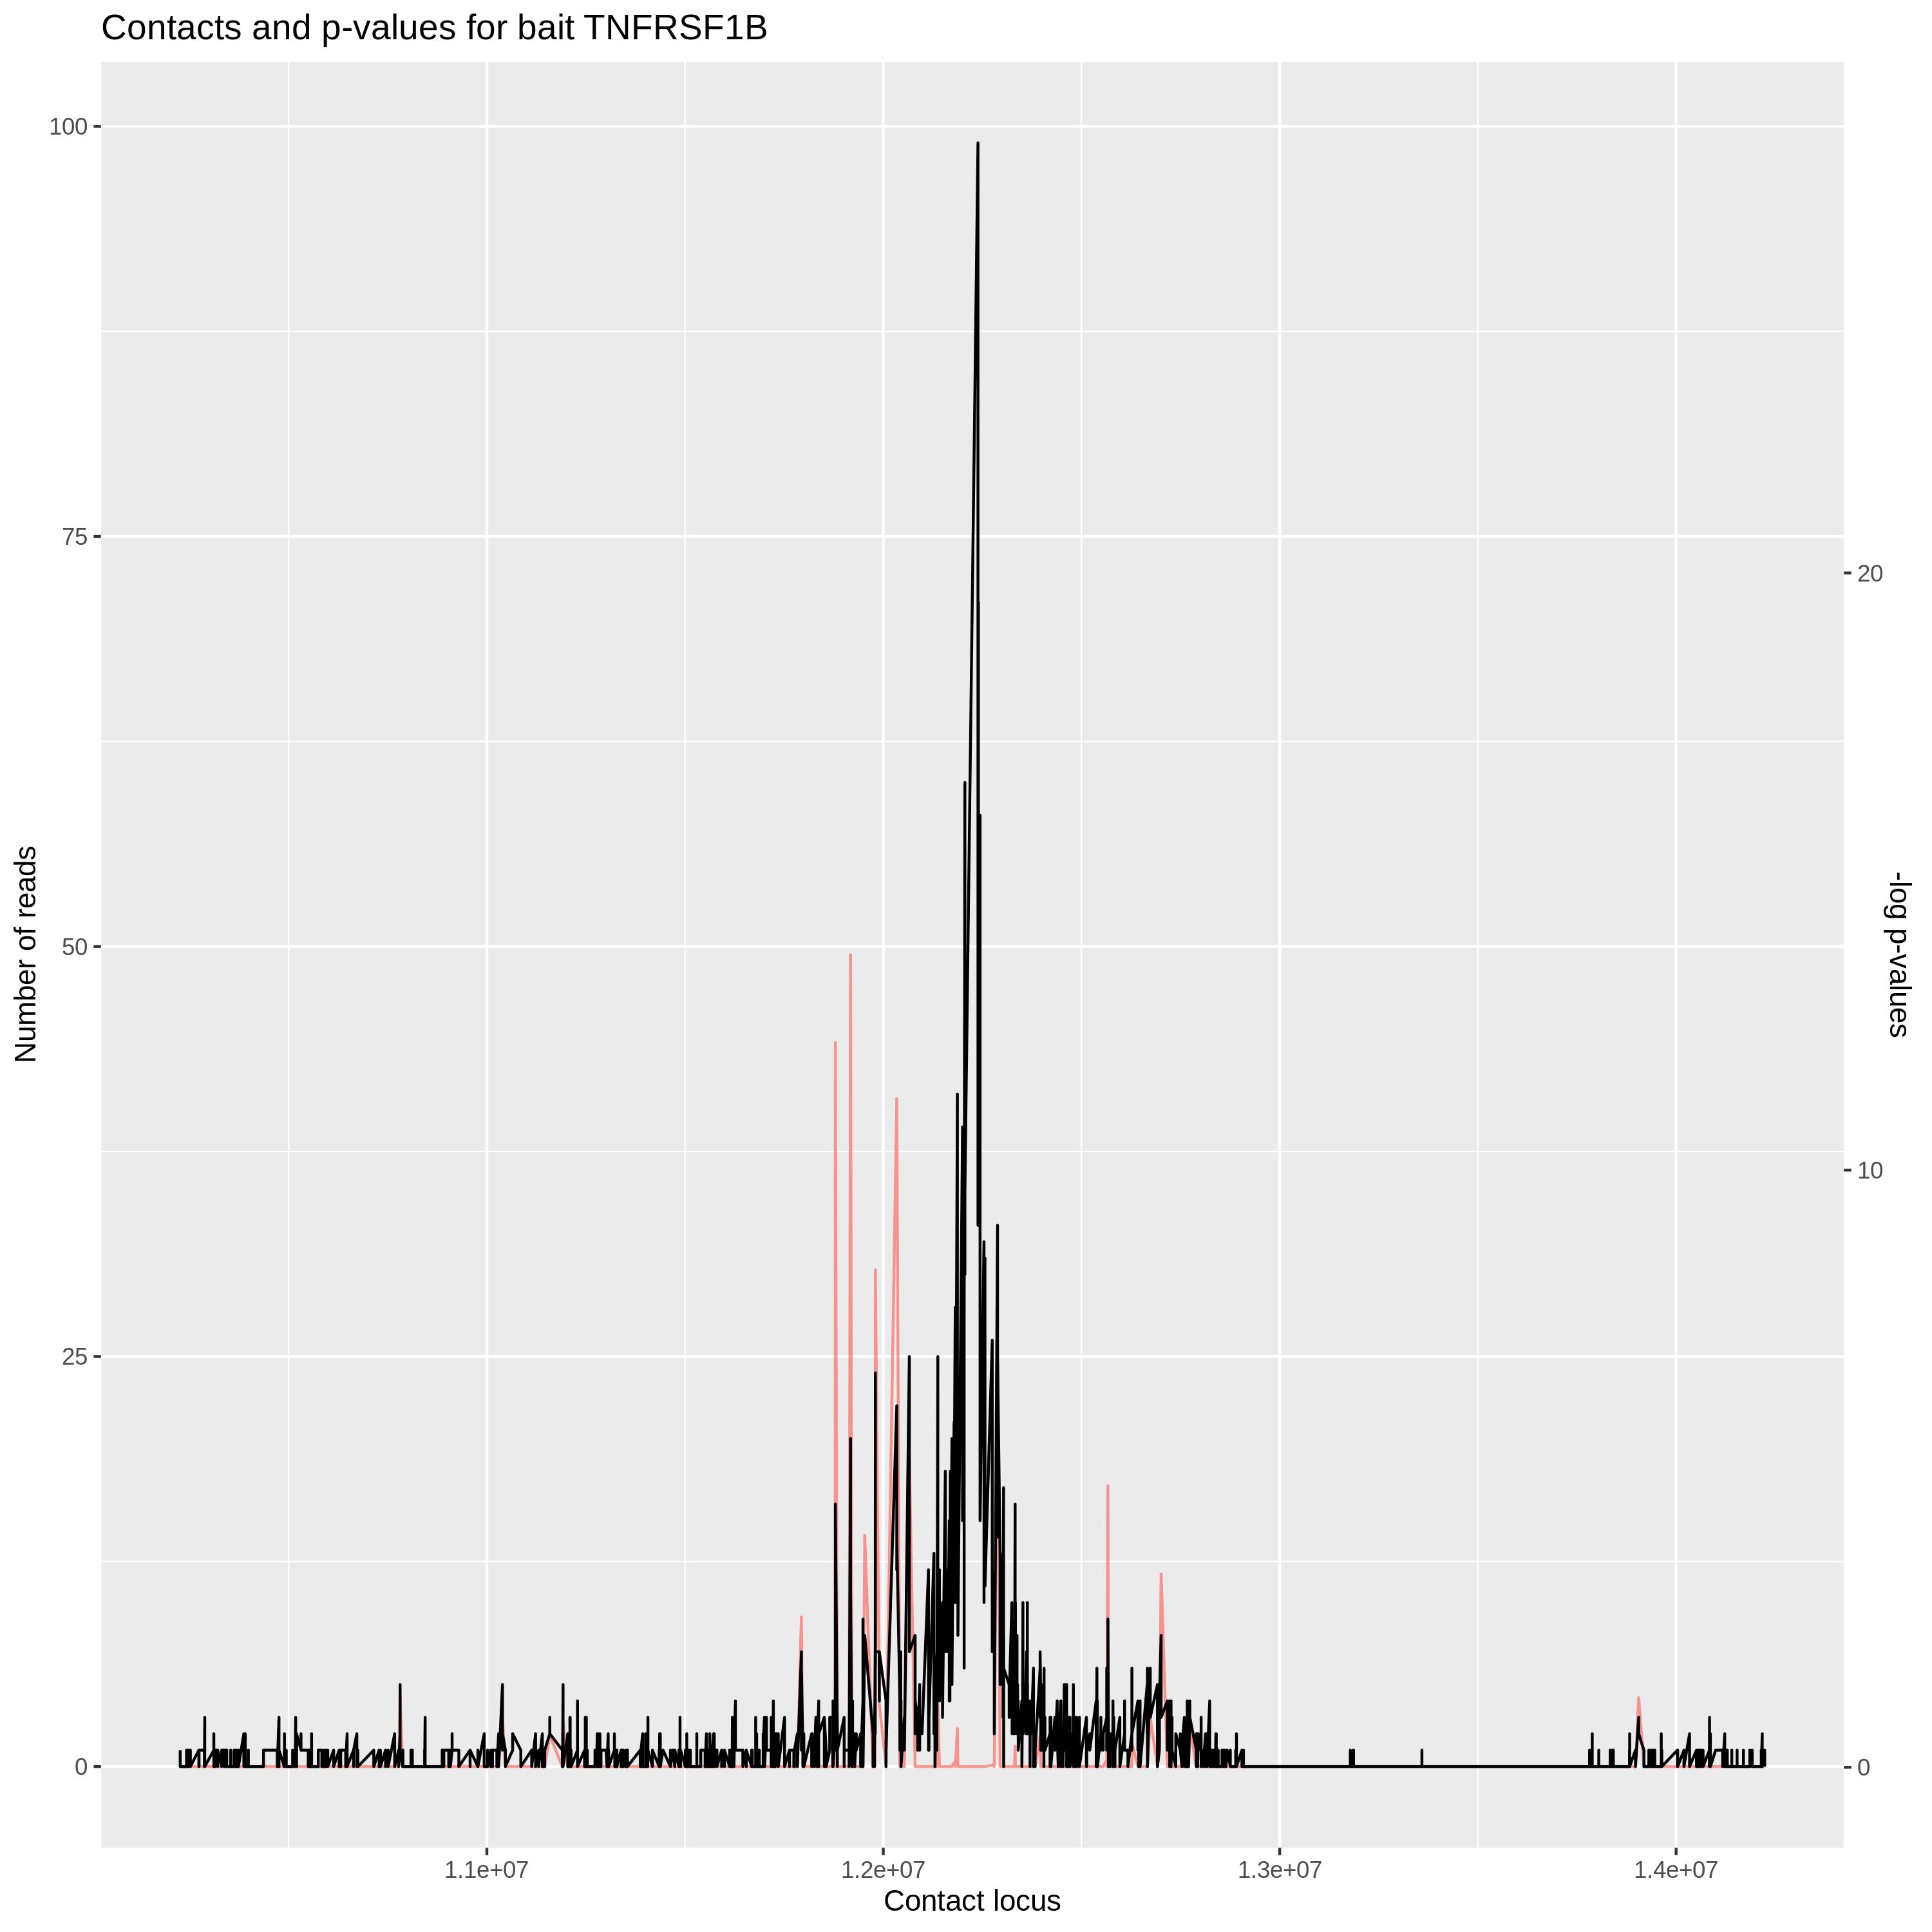 Contacts and p-values for bait TNFRSF1B
100
75
50
25
0
Number of reads
20
10
0
-log p-values
1.1e+07
1.2e+07
1.3e+07
1.4e+07
Contact locus